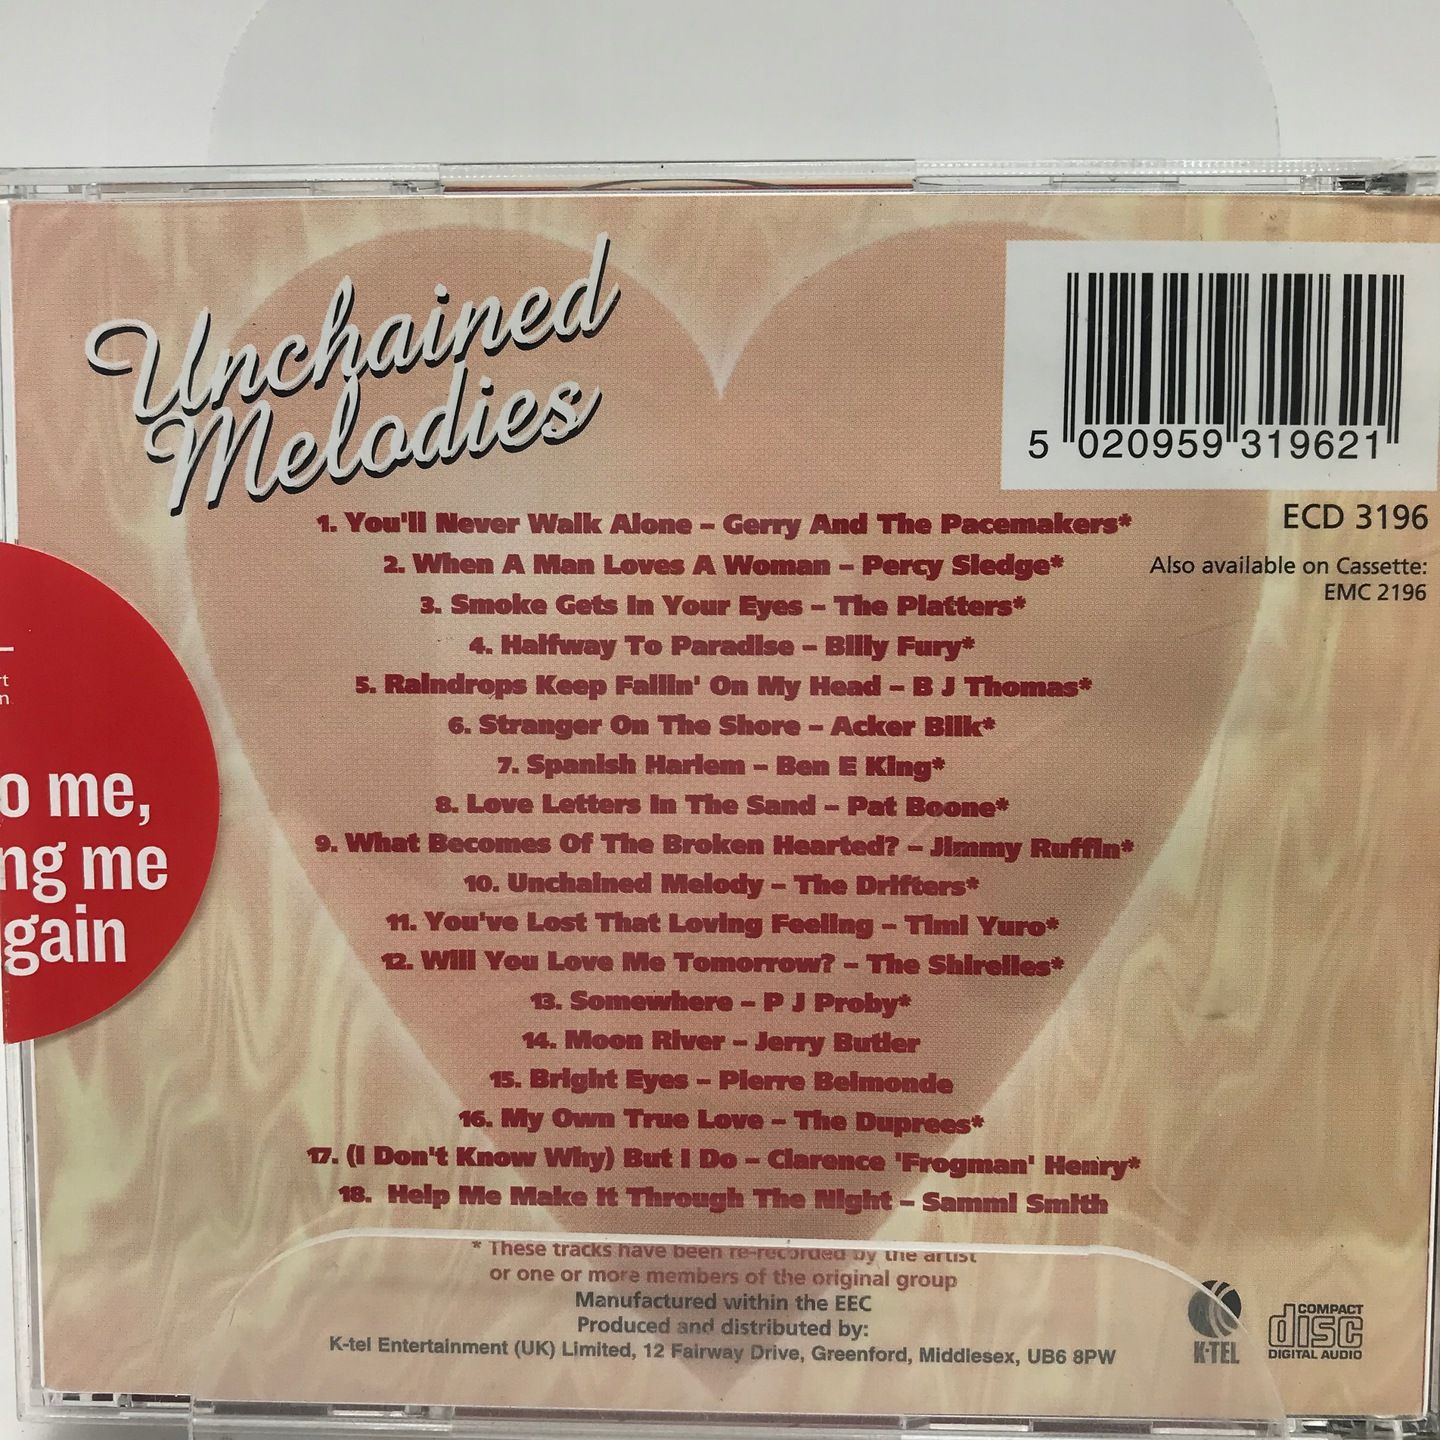 Unchained
Melodies
5 020959 319621
ECD 3196
Also available on Cassette:
EMC 2196
1. You'll Never Walk Alone – Gerry And The Pacemakers*
2. When A Man Loves A Woman – Percy Sledge*
3. Smoke Gets In Your Eyes – The Platters*
4. Halfway To Paradise – Billy Fury*
5. Raindrops Keep Fallin' On My Head – B J Thomas*
6. Stranger On The Shore – Acker Bilk*
7. Spanish Harlem – Ben E King*
8. Love Letters In The Sand – Pat Boone*
9. What Becomes Of The Broken Hearted? – Jimmy Ruffin*
10. Unchained Melody – The Drifters*
11. You've Lost That Loving Feeling – Timi Yuro*
12. Will You Love Me Tomorrow? – The Shirelles*
13. Somewhere – P J Proby*
14. Moon River – Jerry Butler
15. Bright Eyes – Pierre Belmonde
16. My Own True Love – The Duprees*
17. (I Don't Know Why) But I Do – Clarence 'Frogman' Henry*
18. Help Me Make It Through The Night – Sammi Smith
* These tracks have been re-recorded by the artist
or one or more members of the original group
Manufactured within the EEC
Produced and distributed by:
K-tel Entertainment (UK) Limited, 12 Fairway Drive, Greenford, Middlesex, UB6 8PW
K-TEL
COMPACT
disc
DIGITAL AUDIO
o me,
ng me
gain